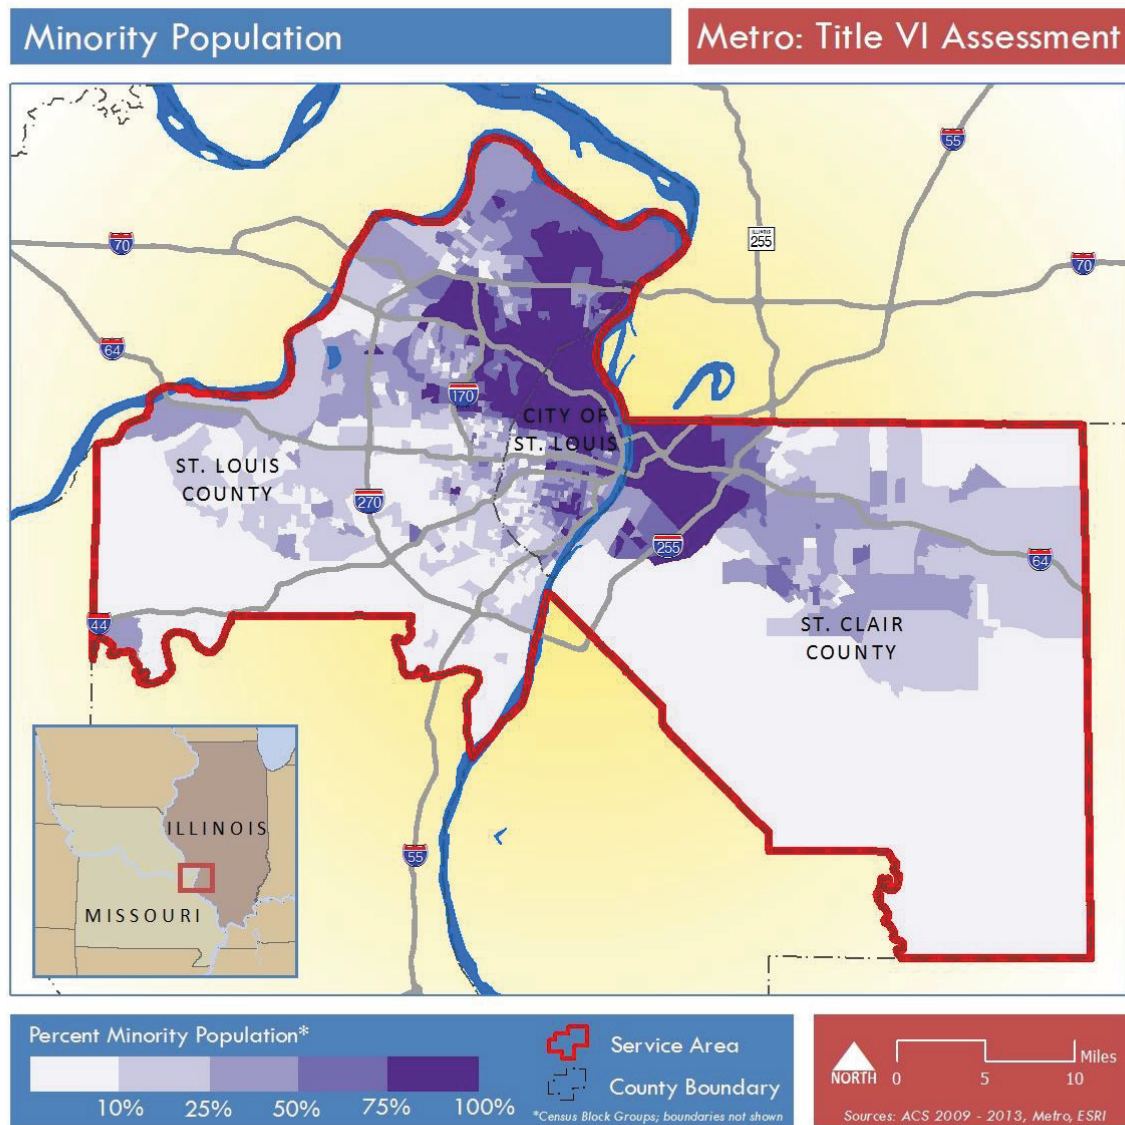 Minority Population
Metro: Title VI Assessment
55
ILLINOIS
255
70
70
64
170
CITY OF
ST. LOUIS
ST. LOUIS
COUNTY
270
255
64
44
ST. CLAIR
COUNTY
ILLINOIS
MISSOURI
55
Percent Minority Population*
10% 25% 50% 75% 100%
Service Area
County Boundary
*Census Block Groups; boundaries not shown
NORTH
0 5 10
Miles
Sources: ACS 2009 - 2013, Metro, ESRI